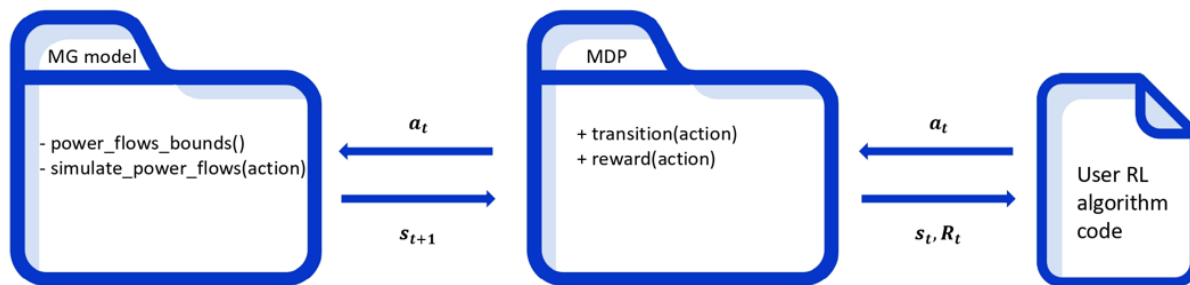 MG model
- power_flows_bounds()
- simulate_power_flows(action)
a_t
s_{t+1}
MDP
+ transition(action)
+ reward(action)
a_t
s_t, R_t
User RL
algorithm
code